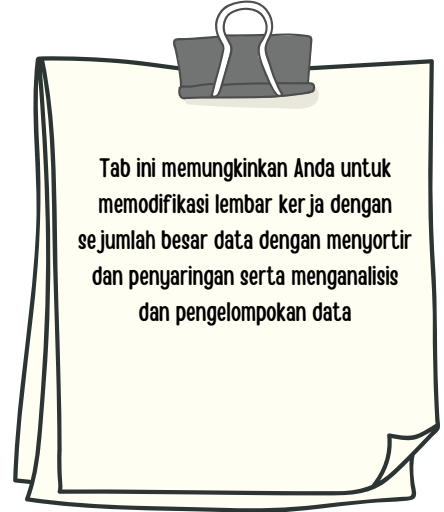 Tab ini memungkinkan Anda untuk
memodifikasi lembar kerja dengan
sejumlah besar data dengan menyortir
dan penyaringan serta menganalisis
dan pengelompokan data